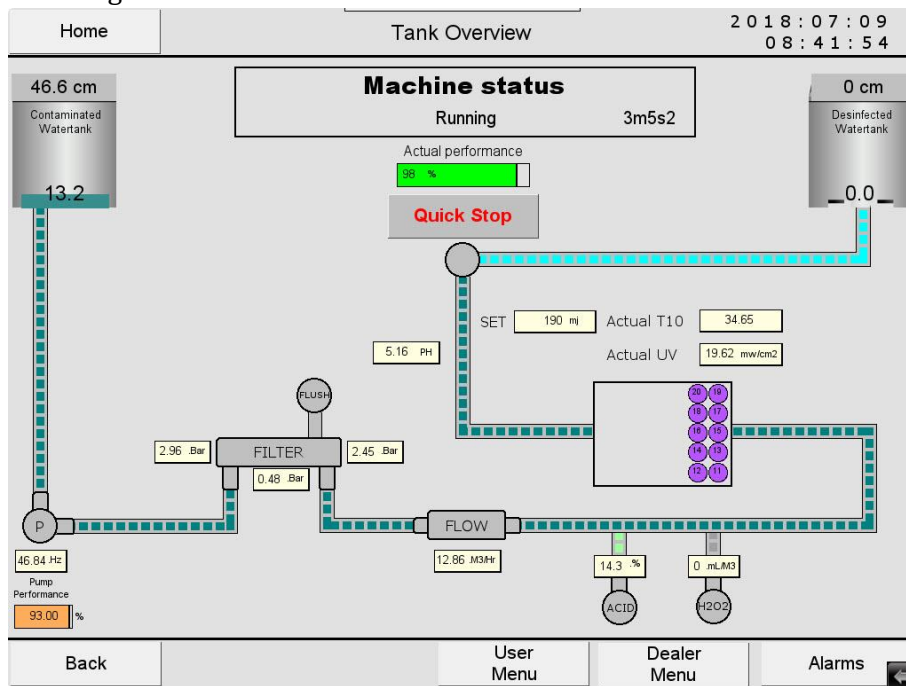 Home
Tank Overview
2018:07:09
08:41:54
46.6 cm
Contaminated
Watertank
13.2
Machine status
Running 3m5s2
0 cm
Desinfected
Watertank
0.0
Actual performance
98 %
Quick Stop
SET 190 mj
Actual T10 34.65
5.16 PH
Actual UV 19.62 mw/cm2
20 19
18 17
16 15
14 13
12 11
FLUSH
2.96 .Bar
FILTER
2.45 .Bar
0.48 .Bar
P
FLOW
46.84 .Hz
12.86 .M3/Hr
14.3 .%
0 .mL/M3
Pump
Performance
93.00 %
ACID
H2O2
Back
User
Menu
Dealer
Menu
Alarms